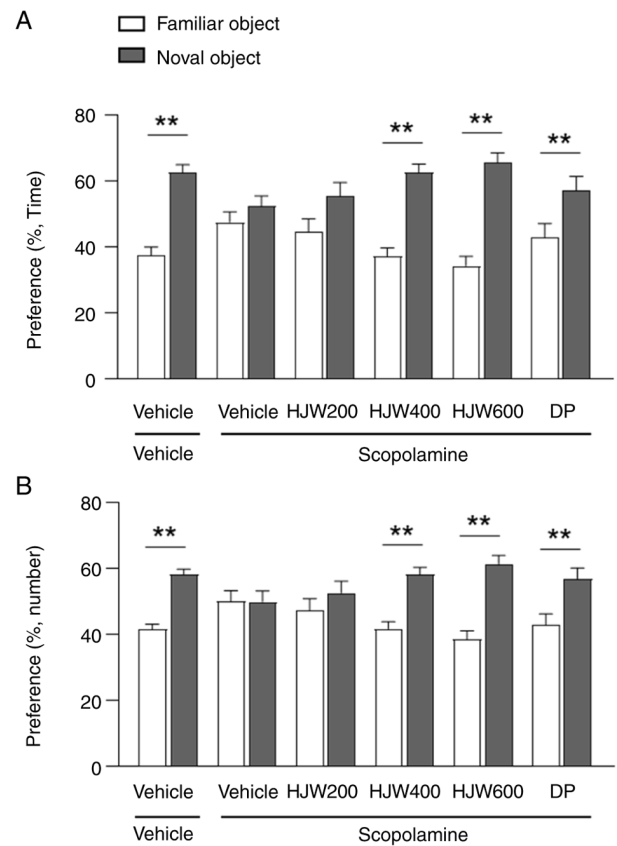 A
Familiar object
Noval object
Preference (%, Time)
80
60
40
20
0
** ** ** **
Vehicle Vehicle HJW200 HJW400 HJW600 DP
Vehicle Scopolamine
B
Preference (%, number)
80
60
40
20
0
** ** ** **
Vehicle Vehicle HJW200 HJW400 HJW600 DP
Vehicle Scopolamine